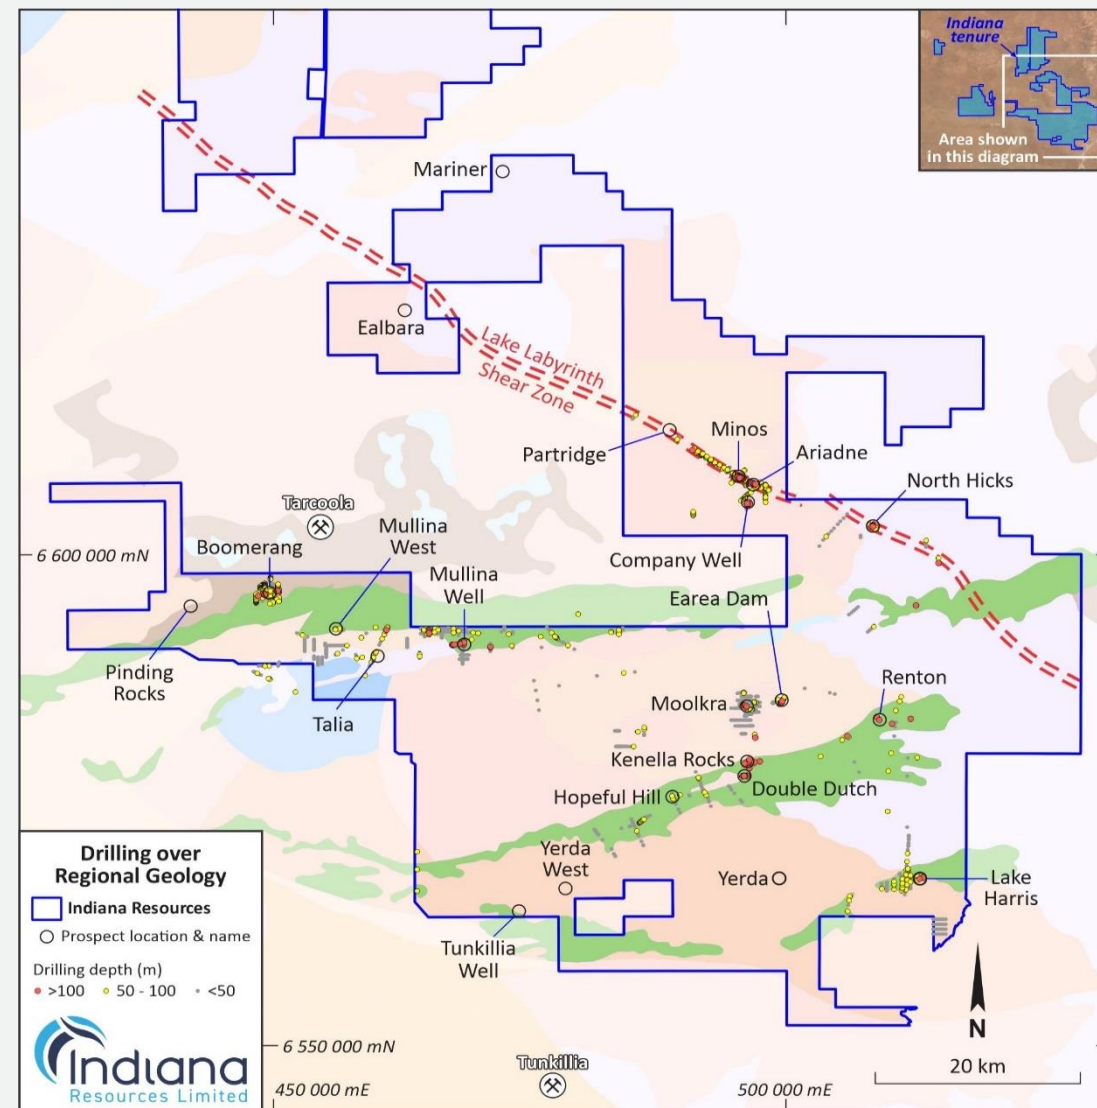 Indiana
tenure
Area shown
in this diagram
Mariner
Ealbara
Lake Labyrinth
Shear Zone
Partridge
Minos
Ariadne
North Hicks
Company Well
Tarcoola
6 600 000 mN
Boomerang
Mullina
West
Mullina
Well
Earea Dam
Pinding
Rocks
Talia
Moolkra
Renton
Kenella Rocks
Double Dutch
Hopeful Hill
Yerda
West
Yerda
Lake
Harris
Tunkillia
Well
Drilling over
Regional Geology
Indiana Resources
Prospect location & name
Drilling depth (m)
>100 50 - 100 <50
Indiana
Resources Limited
6 550 000 mN
450 000 mE
Tunkillia
500 000 mE
N
20 km